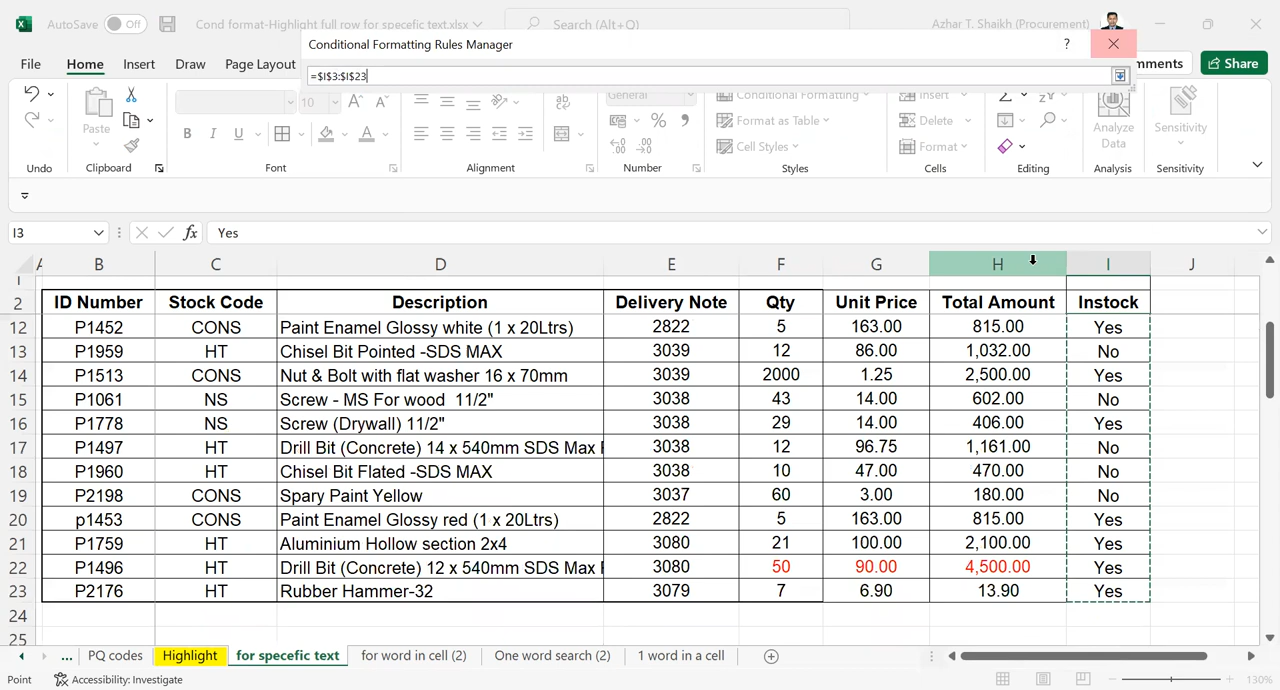 AutoSave Off Cond format-Highlight full row for specefic text.xlsx Search (Alt+Q) Azhar T. Shaikh (Procurement)
Conditional Formatting Rules Manager ?
File Home Insert Draw Page Layout mments Share
=$I$3:$I$23
Paste 10 A A ab General Conditional Formatting Insert Analyze Data Sensitivity
B I U A % Format as Table Delete
Cell Styles Format
Undo Clipboard Font Alignment Number Styles Cells Editing Analysis Sensitivity
I3 fx Yes
A B C D E F G H I J
1
2 ID Number Stock Code Description Delivery Note Qty Unit Price Total Amount Instock
12 P1452 CONS Paint Enamel Glossy white (1 x 20Ltrs) 2822 5 163.00 815.00 Yes
13 P1959 HT Chisel Bit Pointed -SDS MAX 3039 12 86.00 1,032.00 No
14 P1513 CONS Nut & Bolt with flat washer 16 x 70mm 3039 2000 1.25 2,500.00 Yes
15 P1061 NS Screw - MS For wood 11/2" 3038 43 14.00 602.00 No
16 P1778 NS Screw (Drywall) 11/2" 3038 29 14.00 406.00 Yes
17 P1497 HT Drill Bit (Concrete) 14 x 540mm SDS Max 3038 12 96.75 1,161.00 No
18 P1960 HT Chisel Bit Flated -SDS MAX 3038 10 47.00 470.00 No
19 P2198 CONS Spary Paint Yellow 3037 60 3.00 180.00 No
20 p1453 CONS Paint Enamel Glossy red (1 x 20Ltrs) 2822 5 163.00 815.00 Yes
21 P1759 HT Aluminium Hollow section 2x4 3080 21 100.00 2,100.00 Yes
22 P1496 HT Drill Bit (Concrete) 12 x 540mm SDS Max 3080 50 90.00 4,500.00 Yes
23 P2176 HT Rubber Hammer-32 3079 7 6.90 13.90 Yes
24
25
... PQ codes Highlight for specefic text for word in cell (2) One word search (2) 1 word in a cell
Point Accessibility: Investigate 130%